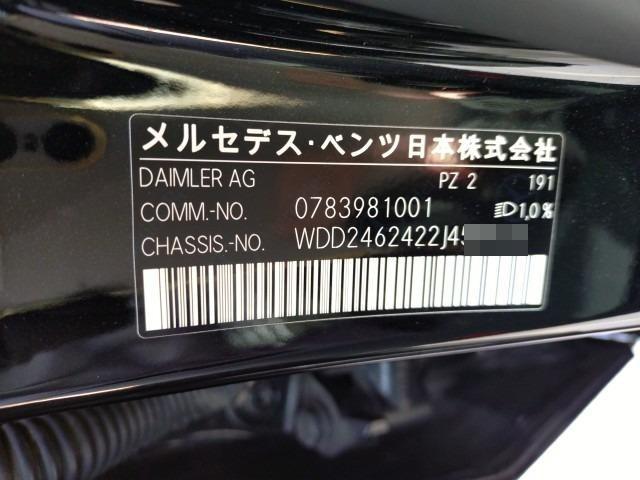 メルセデス・ベンツ日本株式会社
DAIMLER AG PZ 2 191
COMM.-NO. 0783981001 1,0%
CHASSIS.-NO. WDD2462422J45